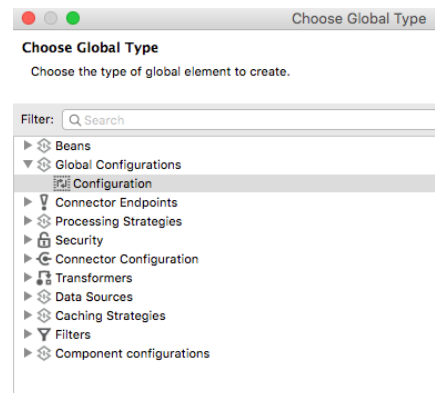 Choose Global Type
Choose Global Type
Choose the type of global element to create.
Filter: Search
Beans
Global Configurations
Configuration
Connector Endpoints
Processing Strategies
Security
Connector Configuration
Transformers
Data Sources
Caching Strategies
Filters
Component configurations